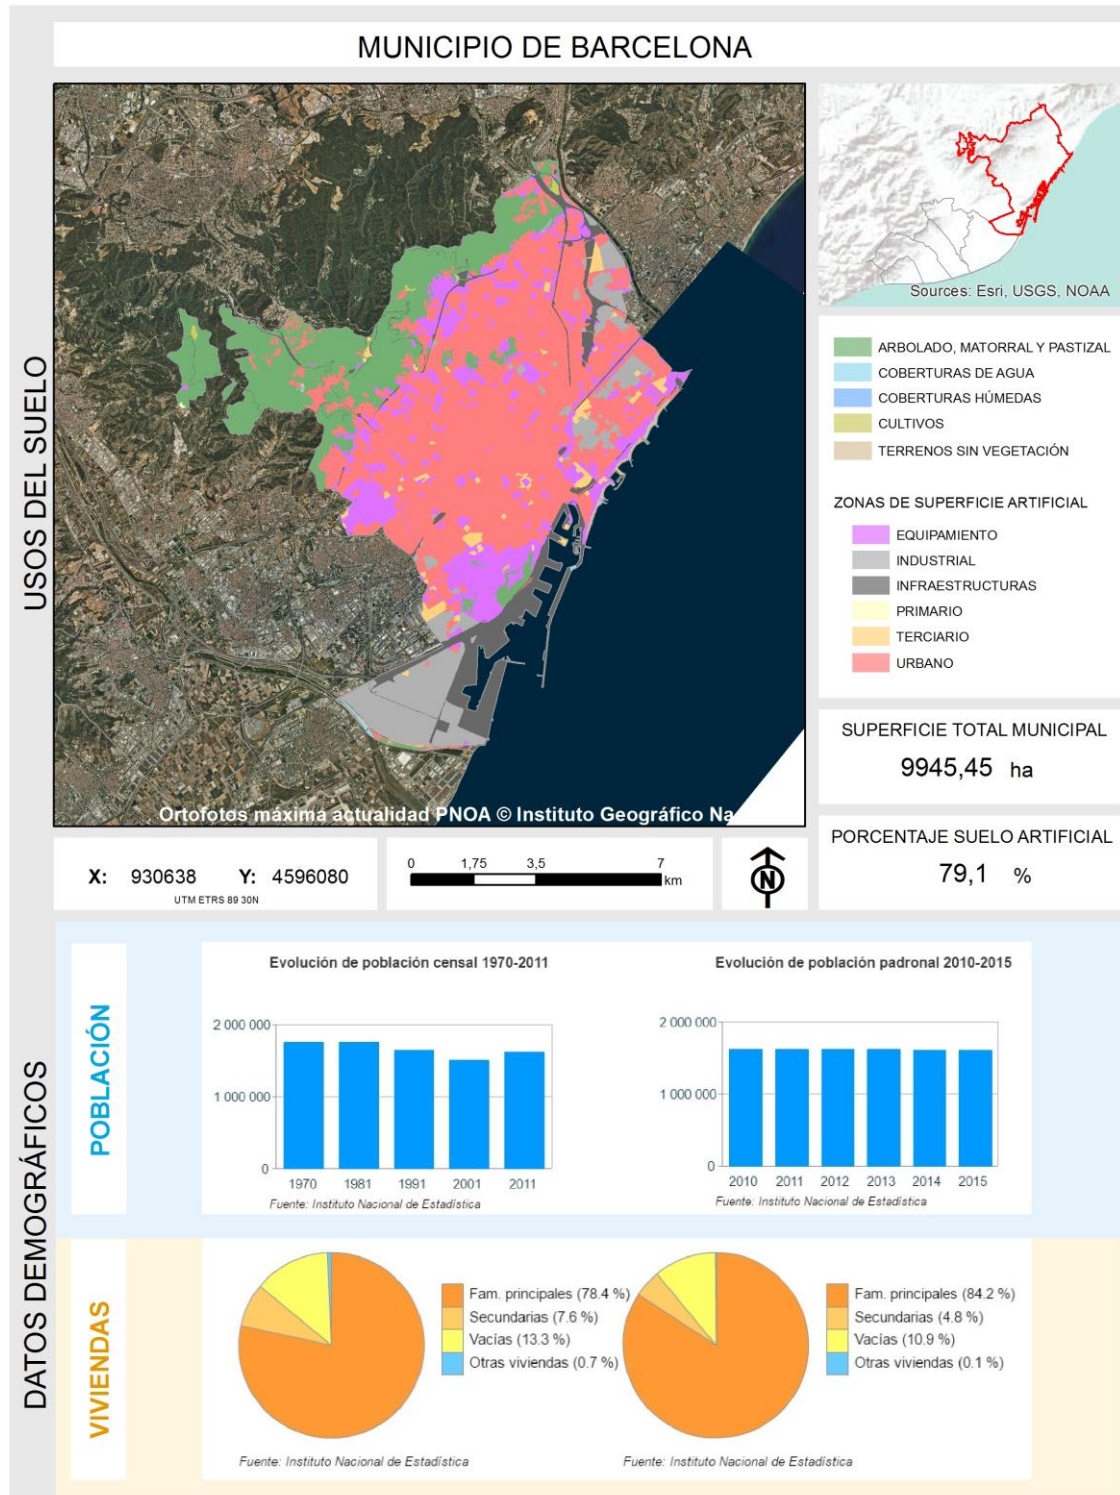 MUNICIPIO DE BARCELONA
USOS DEL SUELO
Ortofotos máxima actualidad PNOA © Instituto Geográfico Na
Sources: Esri, USGS, NOAA
ARBOLADO, MATORRAL Y PASTIZAL
COBERTURAS DE AGUA
COBERTURAS HÚMEDAS
CULTIVOS
TERRENOS SIN VEGETACIÓN
ZONAS DE SUPERFICIE ARTIFICIAL
EQUIPAMIENTO
INDUSTRIAL
INFRAESTRUCTURAS
PRIMARIO
TERCIARIO
URBANO
SUPERFICIE TOTAL MUNICIPAL
9945,45 ha
PORCENTAJE SUELO ARTIFICIAL
79,1 %
X: 930638 Y: 4596080
UTM ETRS 89 30N
0 1,75 3,5 7
km
N
DATOS DEMOGRÁFICOS
POBLACIÓN
Evolución de población censal 1970-2011
2 000 000
1 000 000
0
1970 1981 1991 2001 2011
Fuente: Instituto Nacional de Estadística
Evolución de población padronal 2010-2015
2 000 000
1 000 000
0
2010 2011 2012 2013 2014 2015
Fuente: Instituto Nacional de Estadística
VIVIENDAS
Fam. principales (78.4 %)
Secundarias (7.6 %)
Vacías (13.3 %)
Otras viviendas (0.7 %)
Fuente: Instituto Nacional de Estadística
Fam. principales (84.2 %)
Secundarias (4.8 %)
Vacías (10.9 %)
Otras viviendas (0.1 %)
Fuente: Instituto Nacional de Estadística